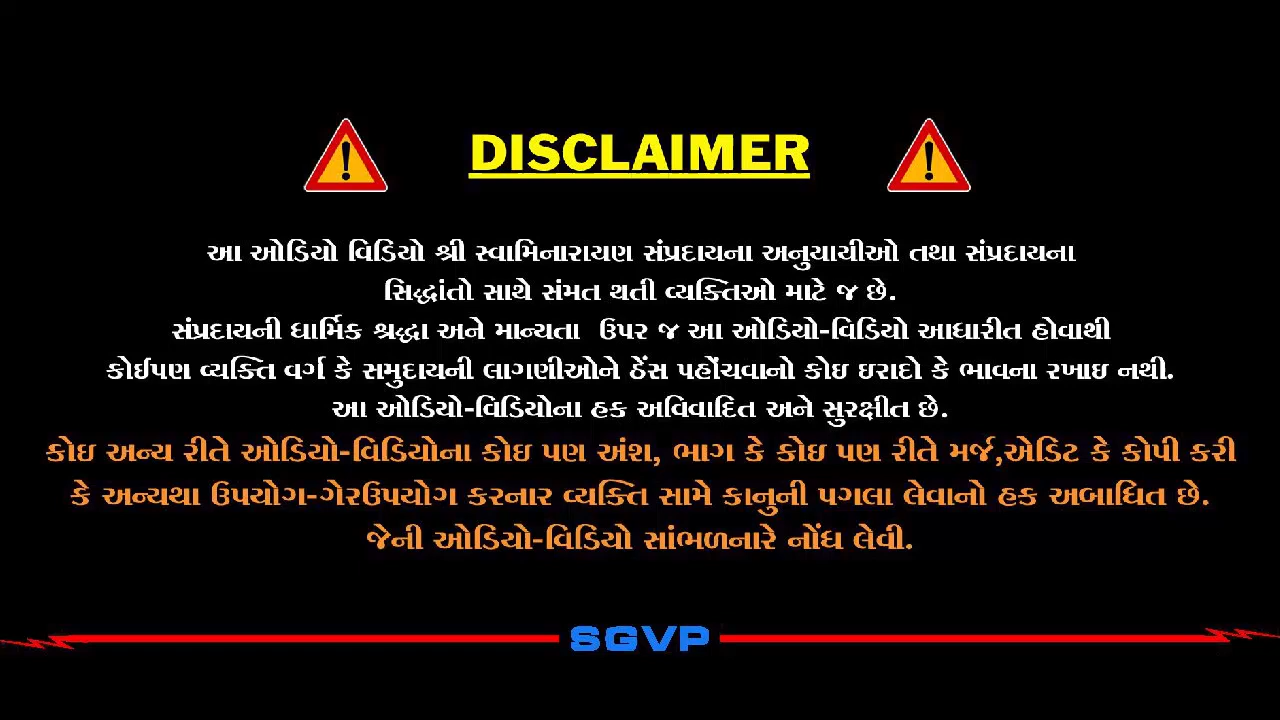 DISCLAIMER
આ ઓડિયો વિડિયો શ્રી સ્વામિનારાયણ સંપ્રદાયના અનુયાયીઓ તથા સંપ્રદાયના
સિદ્ધાંતો સાથે સંમત થતી વ્યક્તિઓ માટે જ છે.
સંપ્રદાયની ધાર્મિક શ્રદ્ધા અને માન્યતા ઉપર જ આ ઓડિયો-વિડિયો આધારીત હોવાથી
કોઈપણ વ્યક્તિ વર્ગ કે સમુદાયની લાગણીઓને ઠેંસ પહોંચવાનો કોઇ ઇરાદો કે ભાવના રખાઇ નથી.
આ ઓડિયો-વિડિયોના હક અવિવાદિત અને સુરક્ષીત છે.
કોઇ અન્ય રીતે ઓડિયો-વિડિયોના કોઇ પણ અંશ, ભાગ કે કોઇ પણ રીતે મર્જ,એડિટ કે કોપી કરી
કે અન્યથા ઉપયોગ-ગેરઉપયોગ કરનાર વ્યક્તિ સામે કાનુની પગલા લેવાનો હક અબાધિત છે.
જેની ઓડિયો-વિડિયો સાંભળનારે નોંધ લેવી.
SGVP